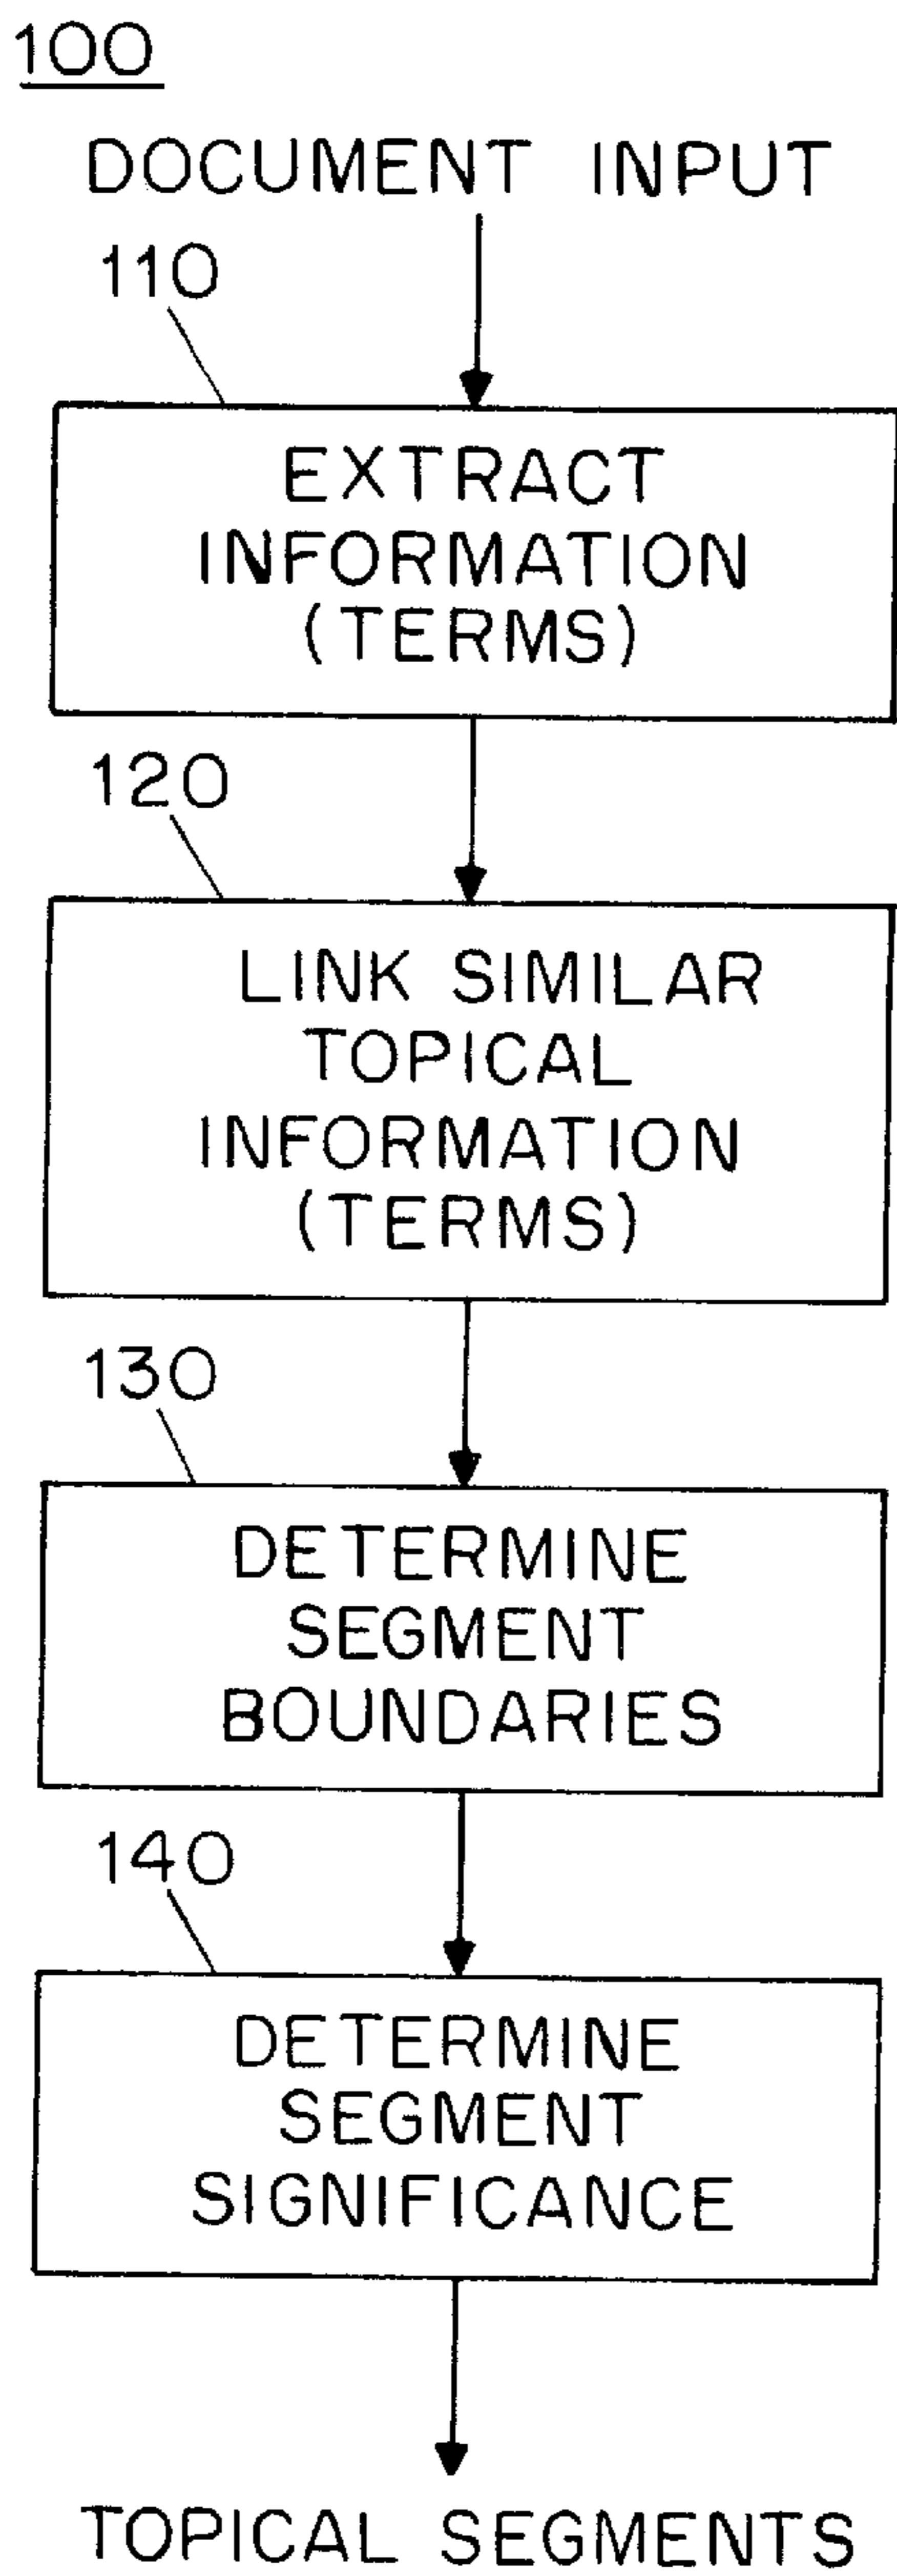 100
DOCUMENT INPUT
110
EXTRACT
INFORMATION
(TERMS)
120
LINK SIMILAR
TOPICAL
INFORMATION
(TERMS)
130
DETERMINE
SEGMENT
BOUNDARIES
140
DETERMINE
SEGMENT
SIGNIFICANCE
TOPICAL SEGMENTS